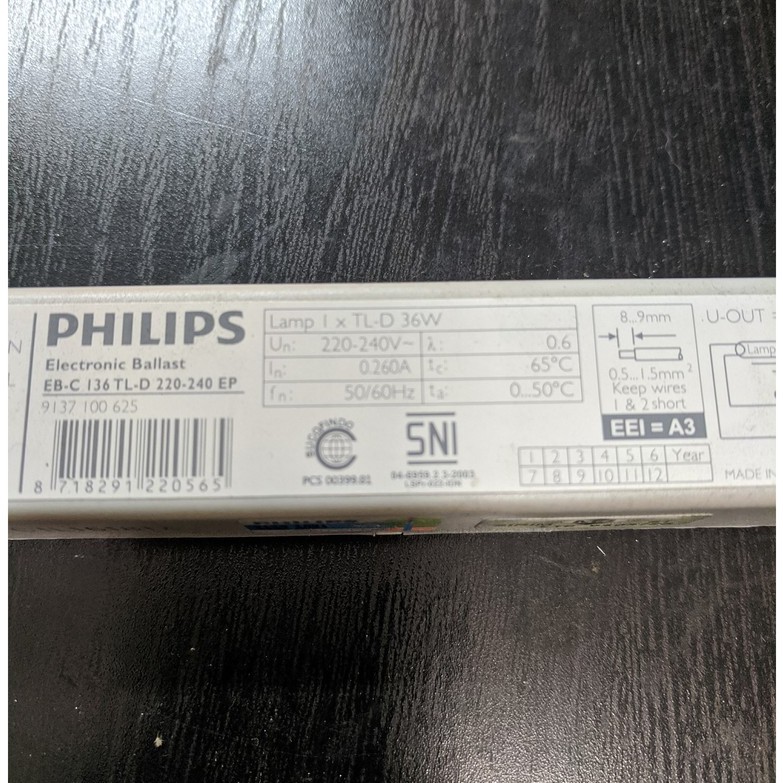 PHILIPS
Electronic Ballast
EB-C 136 TL-D 220-240 EP
9137 100 625
8 718291 220565
Lamp 1 x TL-D 36W
Un: 220-240V~ λ: 0.6
In: 0.260A tc: 65°C
fn: 50/60Hz ta: 0..50°C
SUCOFINDO
PCS 00399.01
SNI
8...9mm
0.5...1.5mm²
Keep wires
1 & 2 short
EEI = A3
1 2 3 4 5 6 Year
7 8 9 10 11 12
U-OUT =
Lamp
MADE IN
PHILIPS